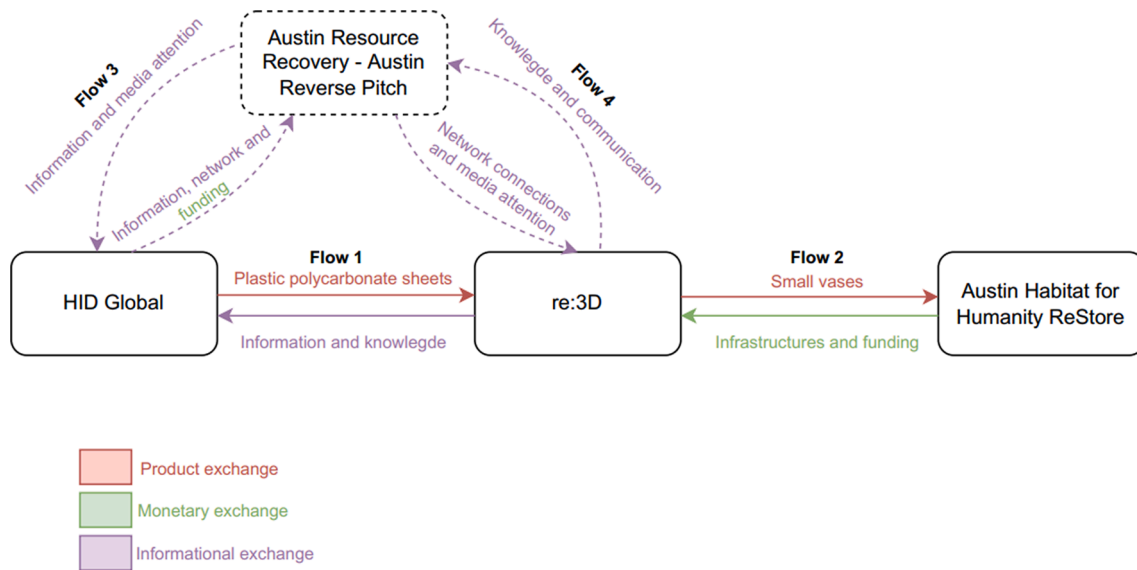 Flow 3
Information and media attention
Austin Resource
Recovery - Austin
Reverse Pitch
Knowlegde and communication
Flow 4
Information, network and
funding
Network connections
and media attention
HID Global
Flow 1
Plastic polycarbonate sheets
Information and knowlegde
re:3D
Flow 2
Small vases
Infrastructures and funding
Austin Habitat for
Humanity ReStore
Product exchange
Monetary exchange
Informational exchange